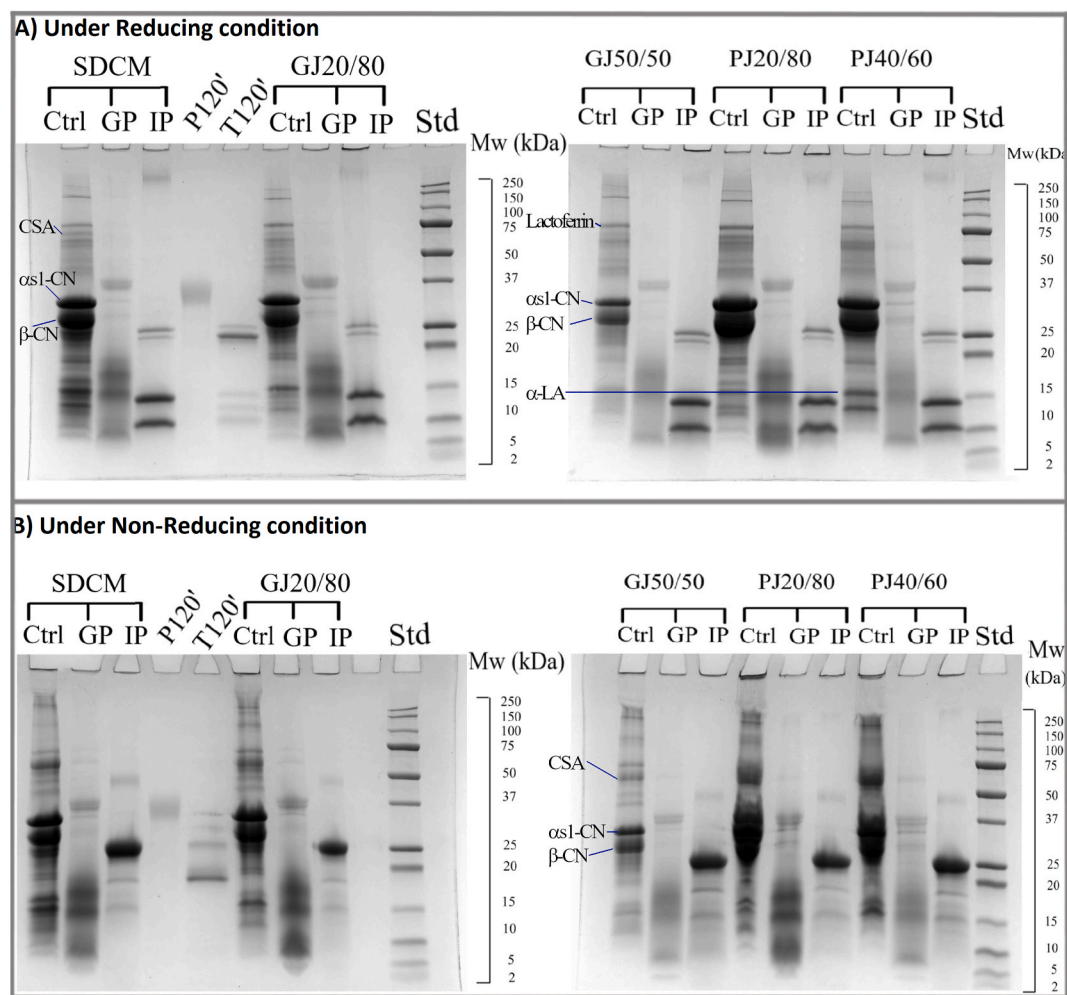 A) Under Reducing condition
SDCM P120' T120' GJ20/80
Ctrl GP IP Ctrl GP IP Std
Mw (kDa)
250
150
100
75
50
37
25
20
15
10
5
2
CSA
αs1-CN
β-CN
GJ50/50 PJ20/80 PJ40/60
Ctrl GP IP Ctrl GP IP Ctrl GP IP Std
Mw(kDa
250
150
100
75
50
37
25
20
15
10
5
2
Lactoferrin
αs1-CN
β-CN
α-LA
B) Under Non-Reducing condition
SDCM P120' T120' GJ20/80
Ctrl GP IP Ctrl GP IP Std
Mw (kDa)
250
150
100
75
50
37
25
20
15
10
5
2
GJ50/50 PJ20/80 PJ40/60
Ctrl GP IP Ctrl GP IP Ctrl GP IP Std
Mw
(kDa)
250
150
100
75
50
37
25
20
15
10
5
2
CSA
αs1-CN
β-CN